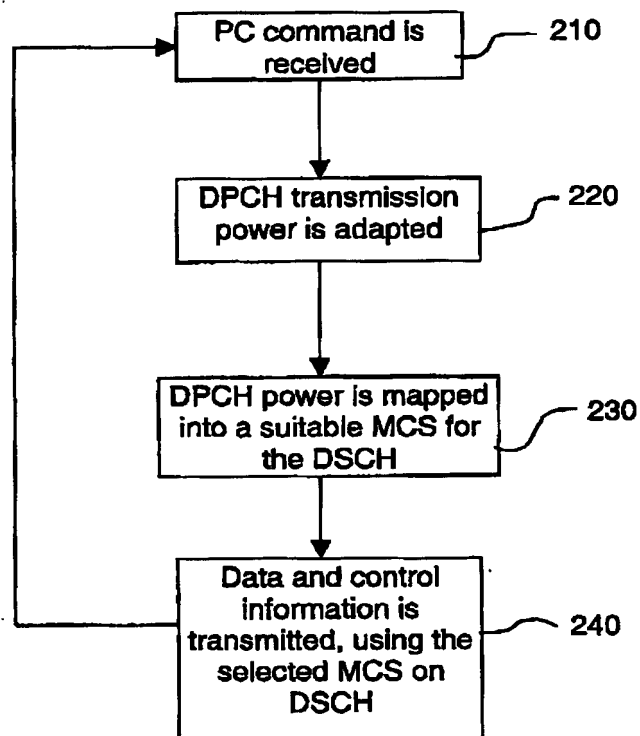 PC command is
received
210
DPCH transmission
power is adapted
220
DPCH power is mapped
into a suitable MCS for
the DSCH
230
Data and control
information is
transmitted, using the
selected MCS on
DSCH
240